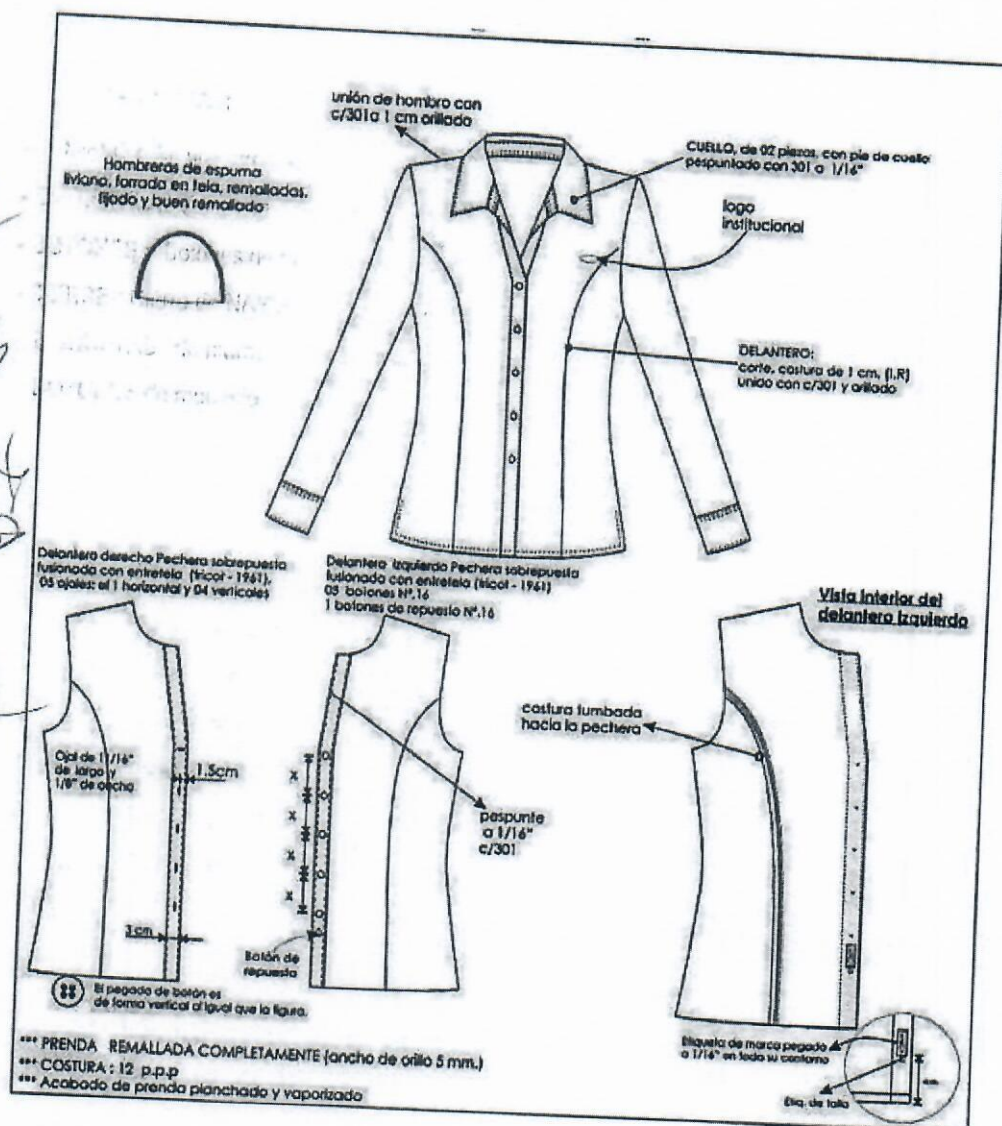 unión de hombro con
c/301a 1 cm orillado
Hombreras de espuma
liviana, forrada en tela, remalladas.
fijado y buen remallado
CUELLO, de 02 piezas, con pie de cuello
pespuntado con 301 a 1/16"
logo
institucional
DELANTERO:
corte, costura de 1 cm. (I.R)
unido con c/301 y orillado
Delantero derecho Pechera sobrepuesta
fusionada con entretela (tricot - 1961).
05 ojales: el 1 horizontal y 04 verticales
Delantero izquierdo Pechera sobrepuesta
fusionado con entretela (tricot - 1961)
05 botones Nº.16
1 botones de repuesto Nº.16
Vista Interior del
delantero Izquierdo
Ojal de 11/16"
de largo y
1/8" de ancho
1.5cm
3 cm
pespunte
a 1/16"
c/301
Botón de
repuesta
costura tumbada
hacia la pechera
El pegado de botón es
de forma vertical al igual que la figura.
Etiqueta de marca pegado
a 1/16" en todo su contorno
Etiq. de talla
*** PRENDA REMALLADA COMPLETAMENTE (ancho de orillo 5 mm.)
*** COSTURA : 12 p.p.p
*** Acabado de prenda planchado y vaporizado